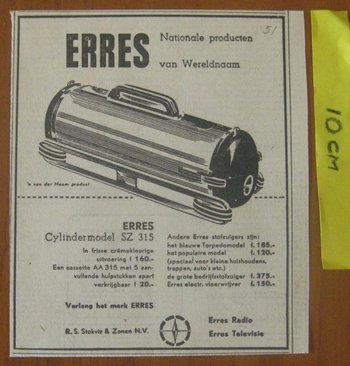 ERRES
Nationale producten
van Wereldnaam
51
10 CM
'n van der Heem product
ERRES
Cylindermodel SZ 315
In frisse crèmekleurige
uitvoering f 160.-
Een cassette AA 315 met 5 aan-
vullende hulpstukken apart
verkrijgbaar f 20.-
Andere Erres stofzuigers zijn:
het blauwe Torpedomodel f. 185.-
het populaire model f. 120.-
(speciaal voor kleine huishoudens,
trappen, auto's etc.)
de grote bedrijfsstofzuiger f. 375.-
Erres electr. vloerwrijver f. 150.-
Verlang het merk ERRES
R. S. Stokvis & Zonen N.V.
Erres Radio
Erres Televisie